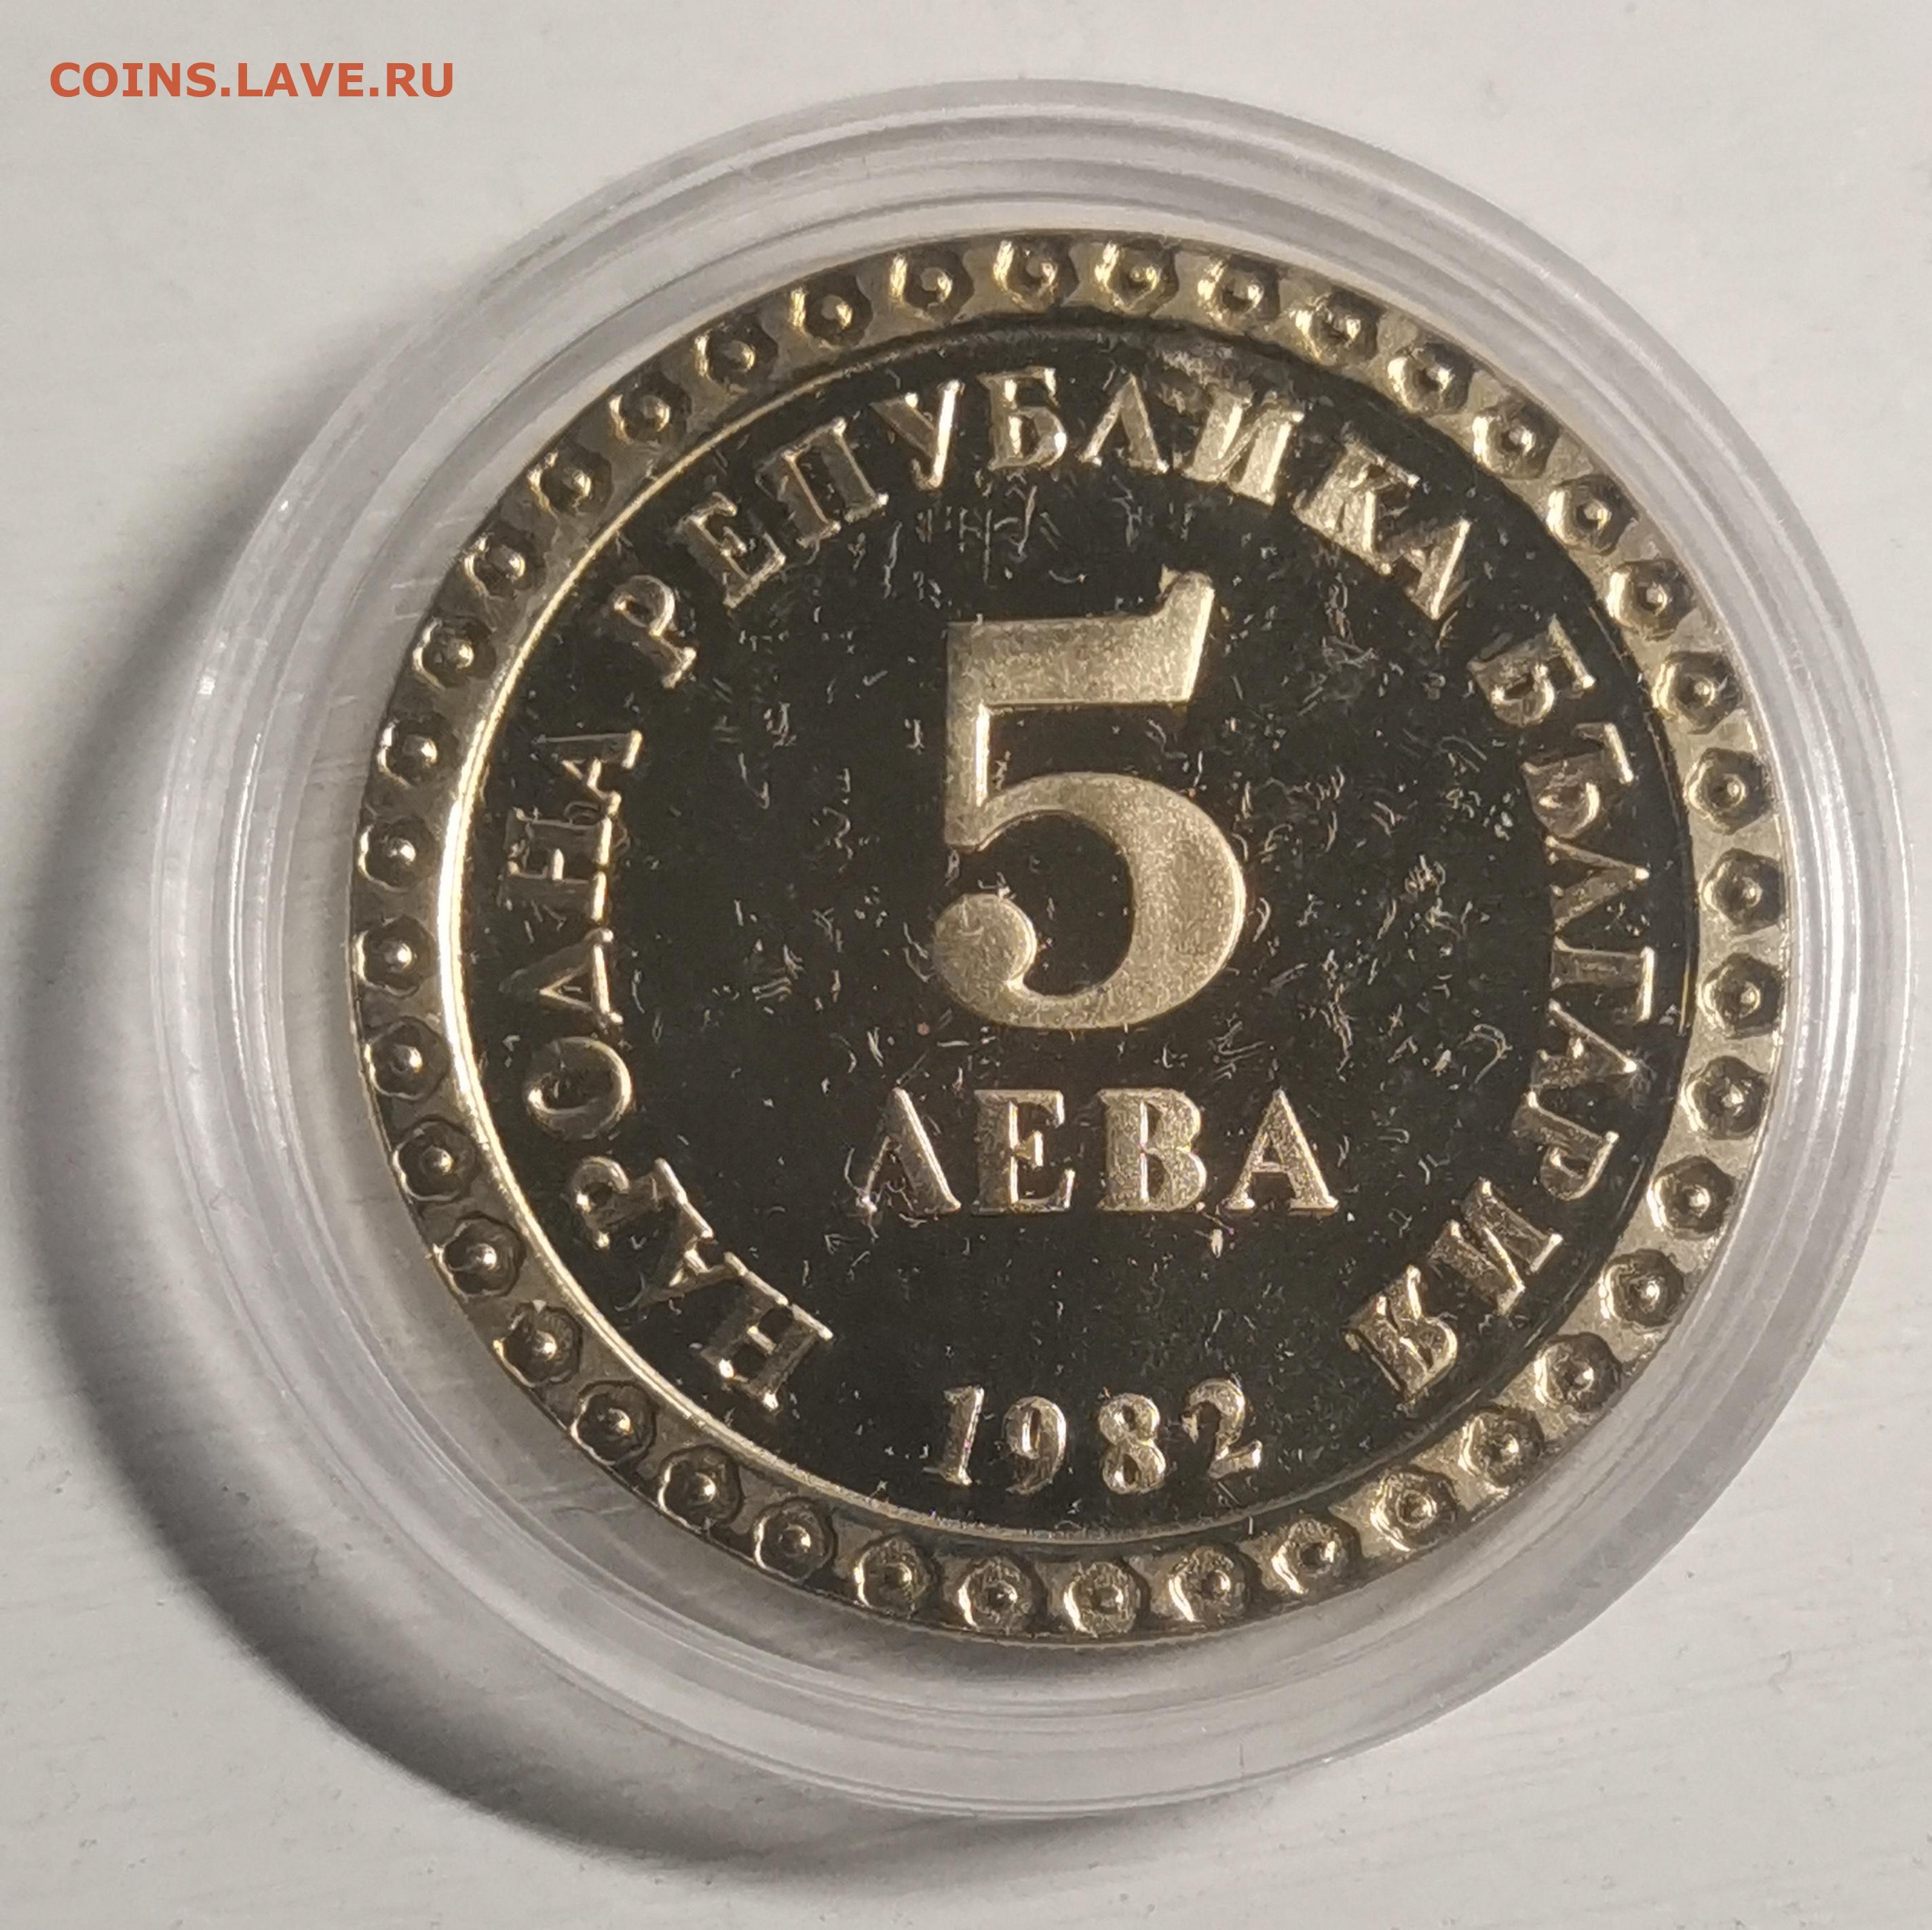 COINS.LAVE.RU
НАРОДНА РЕПУБЛИКА БЪЛГАРИЯ
5
ЛЕВА
1982